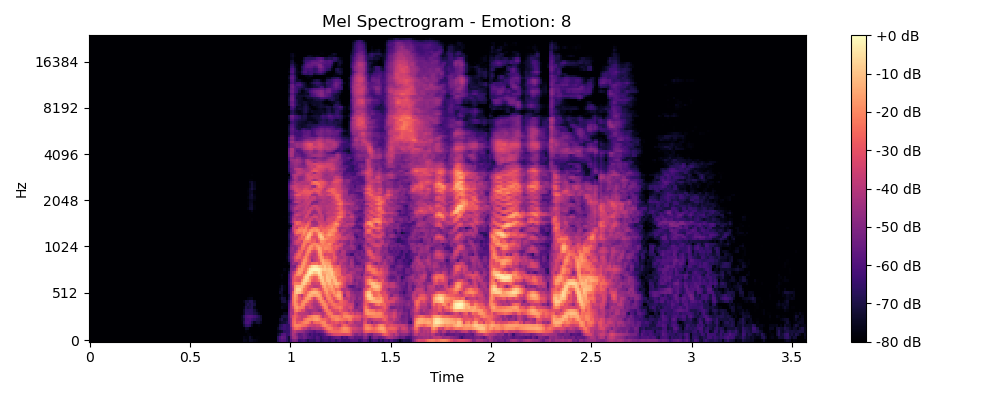 Mel Spectrogram - Emotion: 8
Hz
16384
8192
4096
2048
1024
512
0
0 0.5 1 1.5 2 2.5 3 3.5
Time
+0 dB
-10 dB
-20 dB
-30 dB
-40 dB
-50 dB
-60 dB
-70 dB
-80 dB